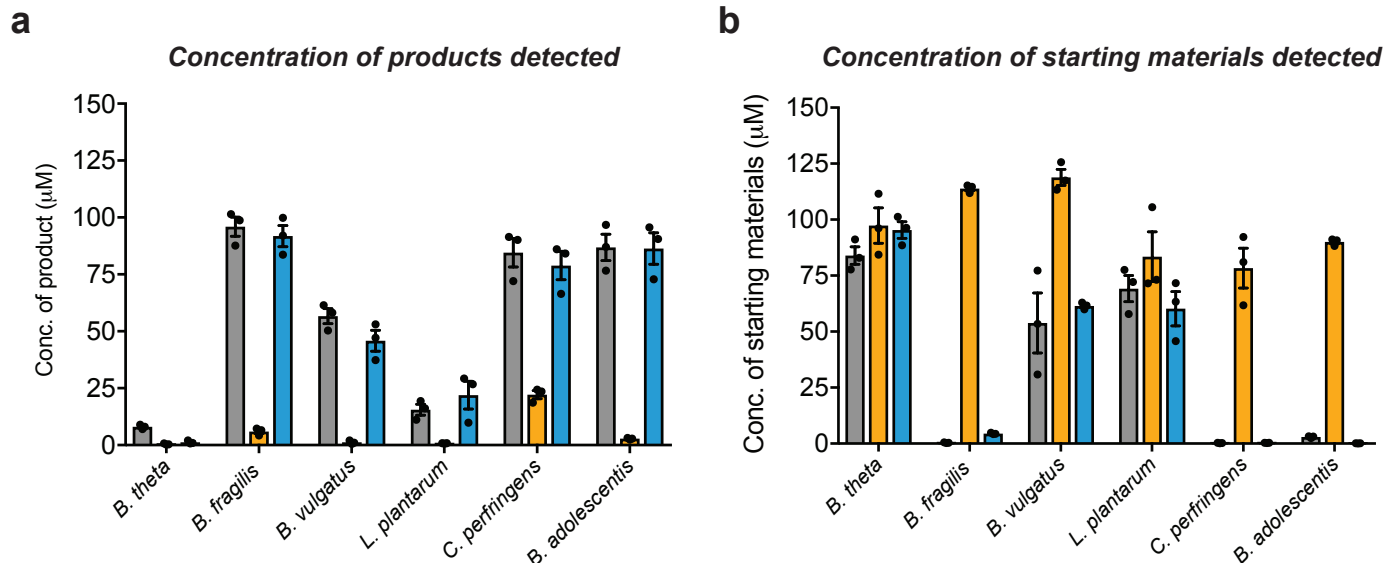 a
Concentration of products detected
Conc. of product (μM)
150
125
100
75
50
25
0
B. theta
B. fragilis
B. vulgatus
L. plantarum
C. perfringens
B. adolescentis
b
Concentration of starting materials detected
Conc. of starting materials (μM)
150
125
100
75
50
25
0
B. theta
B. fragilis
B. vulgatus
L. plantarum
C. perfringens
B. adolescentis